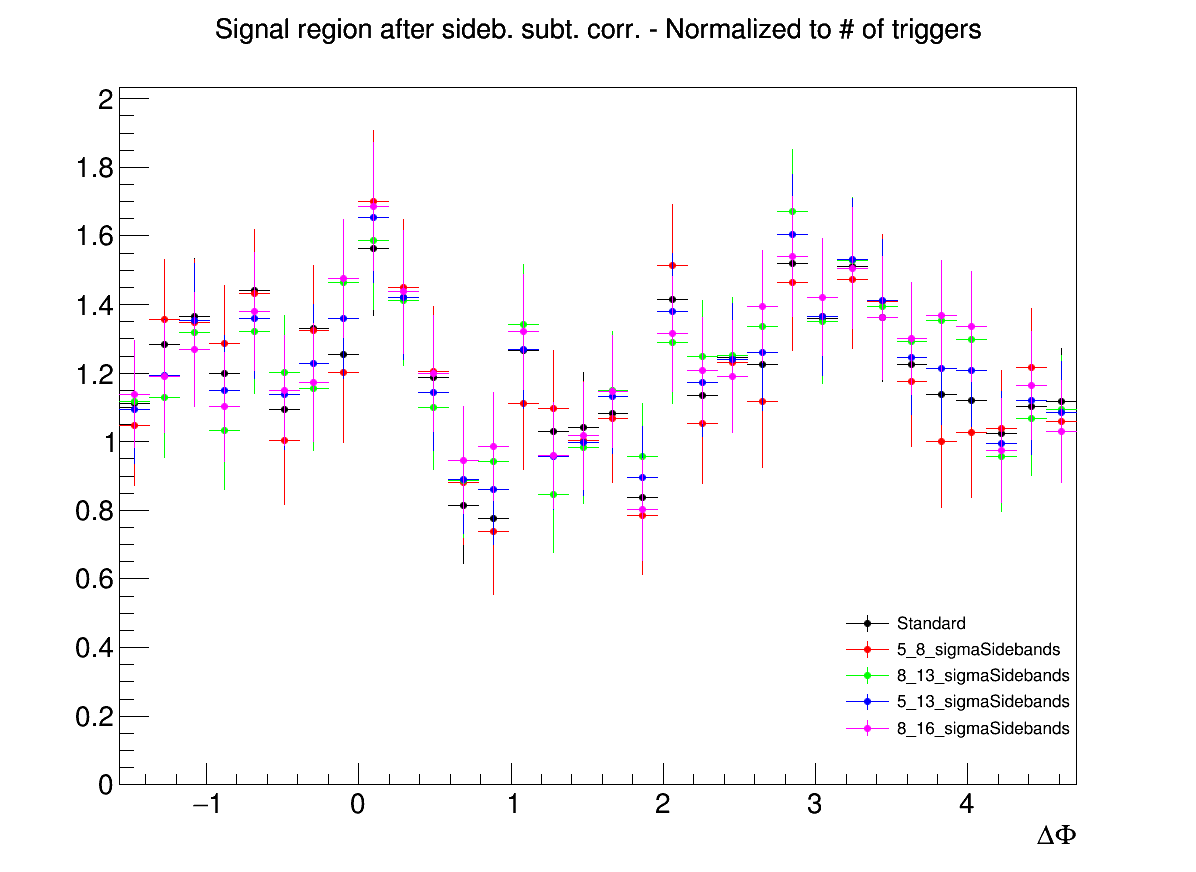 Signal region after sideb. subt. corr. - Normalized to # of triggers
2
1.8
1.6
1.4
1.2
1
0.8
0.6
0.4
0.2
0
Standard
5_8_sigmaSidebands
8_13_sigmaSidebands
5_13_sigmaSidebands
8_16_sigmaSidebands
−1 0 1 2 3 4
ΔΦ